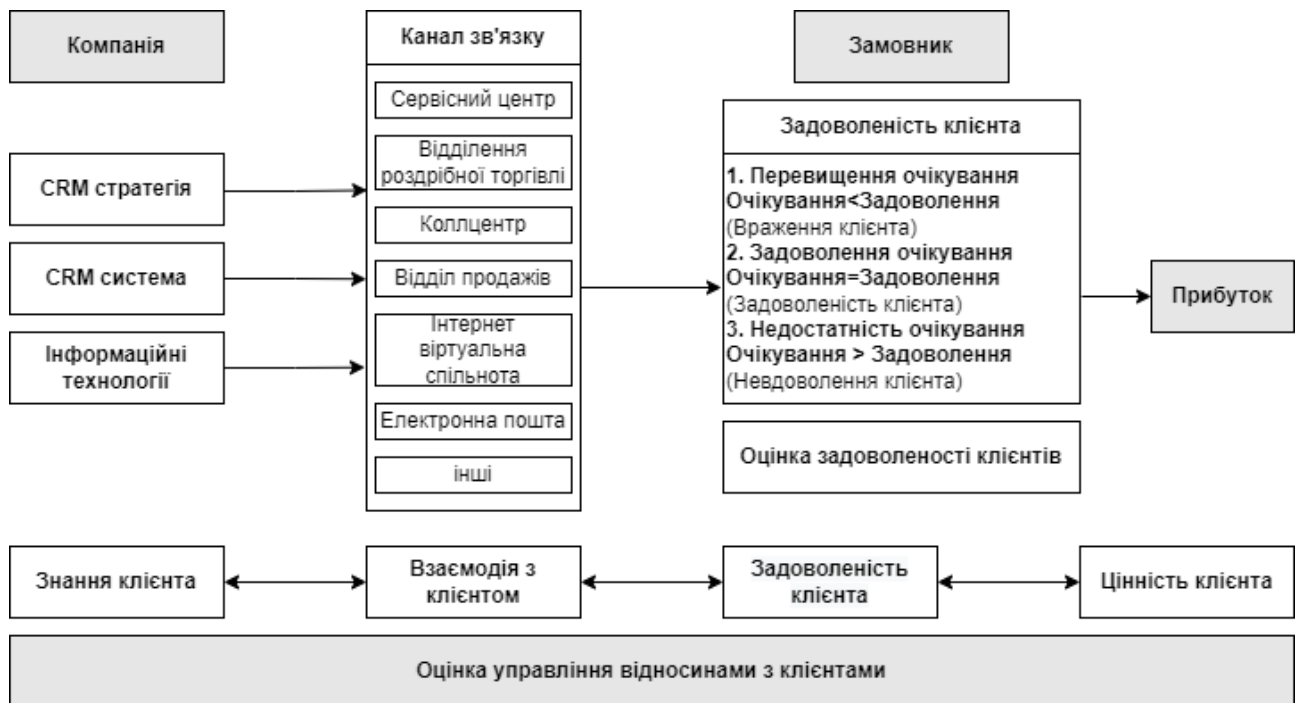 Компанія
Канал зв'язку
Замовник
Сервісний центр
Відділення
роздрібної торгівлі
Коллцентр
Відділ продажів
Інтернет
віртуальна
спільнота
Електронна пошта
інші
CRM стратегія
CRM система
Інформаційні
технології
Задоволеність клієнта
1. Перевищення очікування
Очікування<Задоволення
(Враження клієнта)
2. Задоволення очікування
Очікування=Задоволення
(Задоволеність клієнта)
3. Недостатність очікування
Очікування > Задоволення
(Невдоволення клієнта)
Оцінка задоволеності клієнтів
Прибуток
Знання клієнта
Взаємодія з
клієнтом
Задоволеність
клієнта
Цінність клієнта
Оцінка управління відносинами з клієнтами